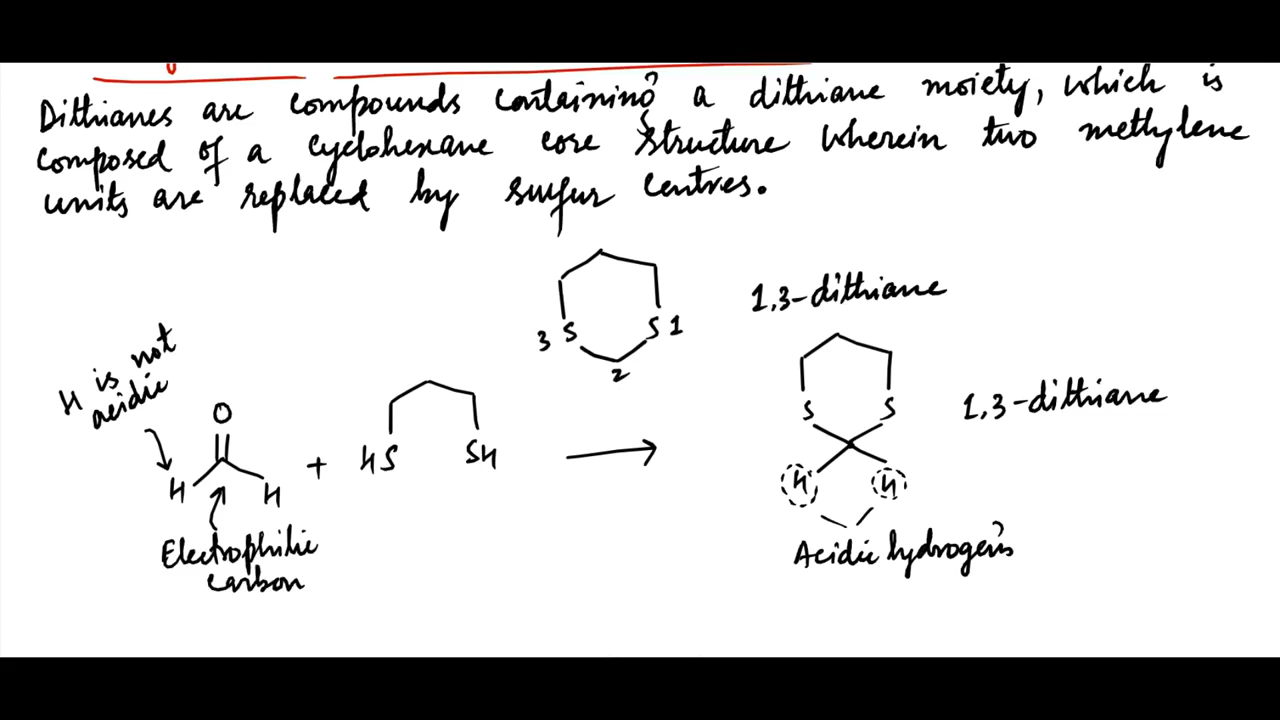 Dithianes are compounds containing a dithiane moiety, which is
composed of a cyclohexane core structure wherein two methylene
units are replaced by sulfur centres.
3 S S 1
2
1,3-dithiane
H is not
acidic
O
H H
+
HS SH
Electrophilic
carbon
S S
1,3-dithiane
H H
Acidic hydrogens